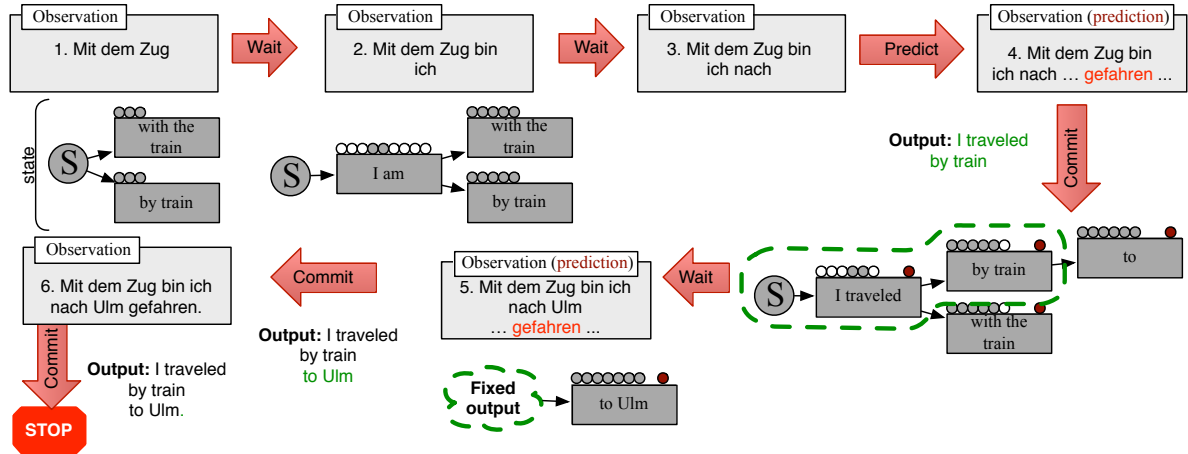 Observation
1. Mit dem Zug
Wait
Observation
2. Mit dem Zug bin
ich
Wait
Observation
3. Mit dem Zug bin
ich nach
Predict
Observation (prediction)
4. Mit dem Zug bin
ich nach … gefahren ...
state
S
with the
train
by train
S
I am
with the
train
by train
Output: I traveled
by train
Commit
S
I traveled
by train
with the
train
to
Wait
Observation (prediction)
5. Mit dem Zug bin ich
nach Ulm
… gefahren ...
Fixed
output
to Ulm
Commit
Output: I traveled
by train
to Ulm
Observation
6. Mit dem Zug bin ich
nach Ulm gefahren.
Commit
Output: I traveled
by train
to Ulm.
STOP